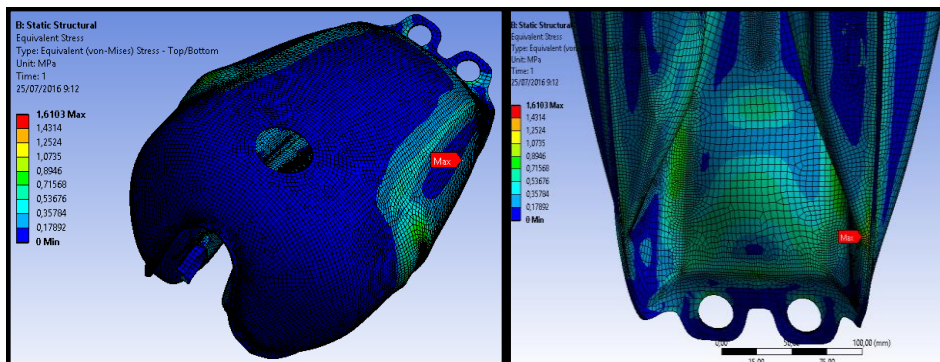 B: Static Structural
Equivalent Stress
Type: Equivalent (von-Mises) Stress - Top/Bottom
Unit: MPa
Time: 1
25/07/2016 9:12
1,6103 Max
1,4314
1,2524
1,0735
0,8946
0,71568
0,53676
0,35784
0,17892
0 Min
Max
B: Static Structural
Equivalent Stress
Type: Equivalent (von-
Unit: MPa
Time: 1
25/07/2016 9:12
1,6103 Max
1,4314
1,2524
1,0735
0,8946
0,71568
0,53676
0,35784
0,17892
0 Min
Max
0,00
100,00 (mm)
25,00
75,00